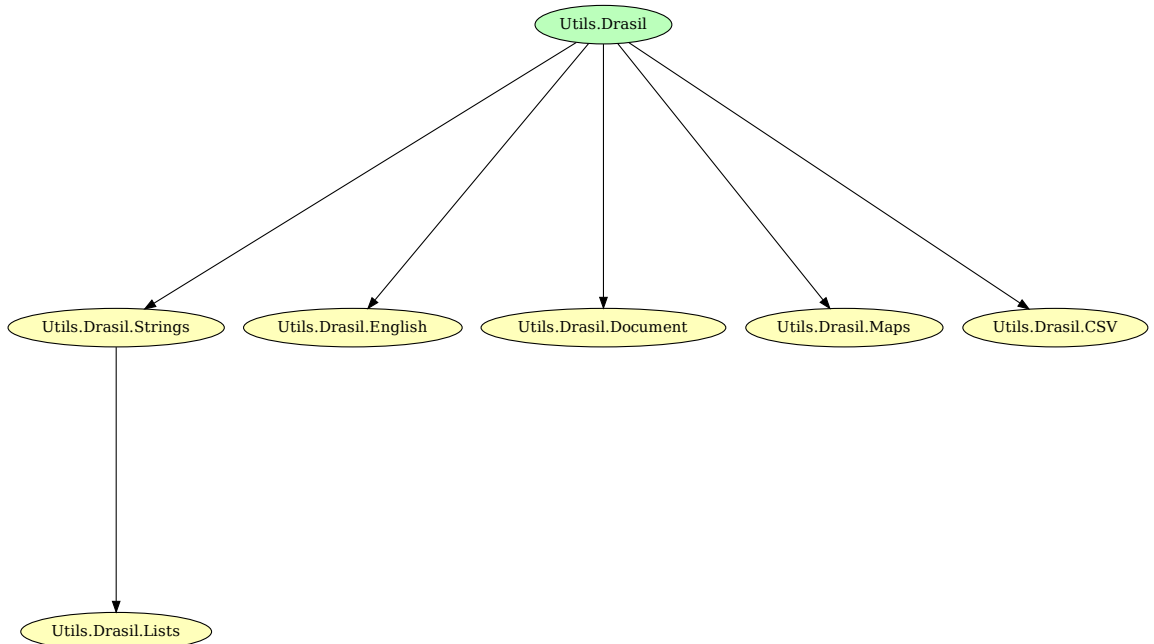 Utils.Drasil
Utils.Drasil.Strings
Utils.Drasil.English
Utils.Drasil.Document
Utils.Drasil.Maps
Utils.Drasil.CSV
Utils.Drasil.Lists